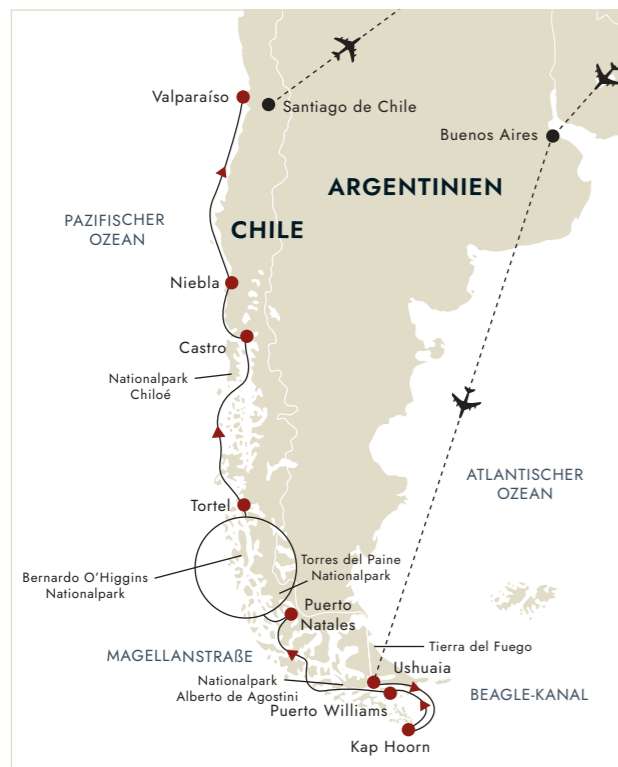 Valparaíso
Santiago de Chile
Buenos Aires
ARGENTINIEN
PAZIFISCHER
OZEAN
CHILE
Niebla
Castro
Nationalpark
Chiloé
ATLANTISCHER
OZEAN
Tortel
Bernardo O’Higgins
Nationalpark
Torres del Paine
Nationalpark
Puerto
Natales
MAGELLANSTRAßE
Tierra del Fuego
Ushuaia
Nationalpark
Alberto de Agostini
BEAGLE-KANAL
Puerto Williams
Kap Hoorn